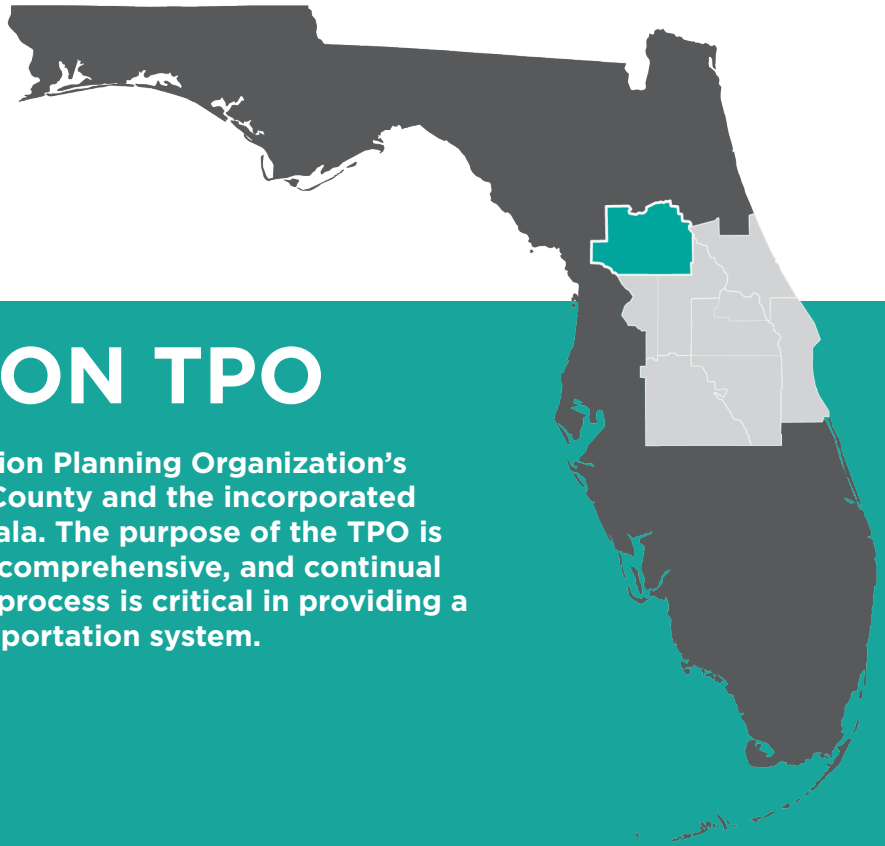 ON TPO
ion Planning Organization's
County and the incorporated
ala. The purpose of the TPO is
comprehensive, and continual
process is critical in providing a
portation system.